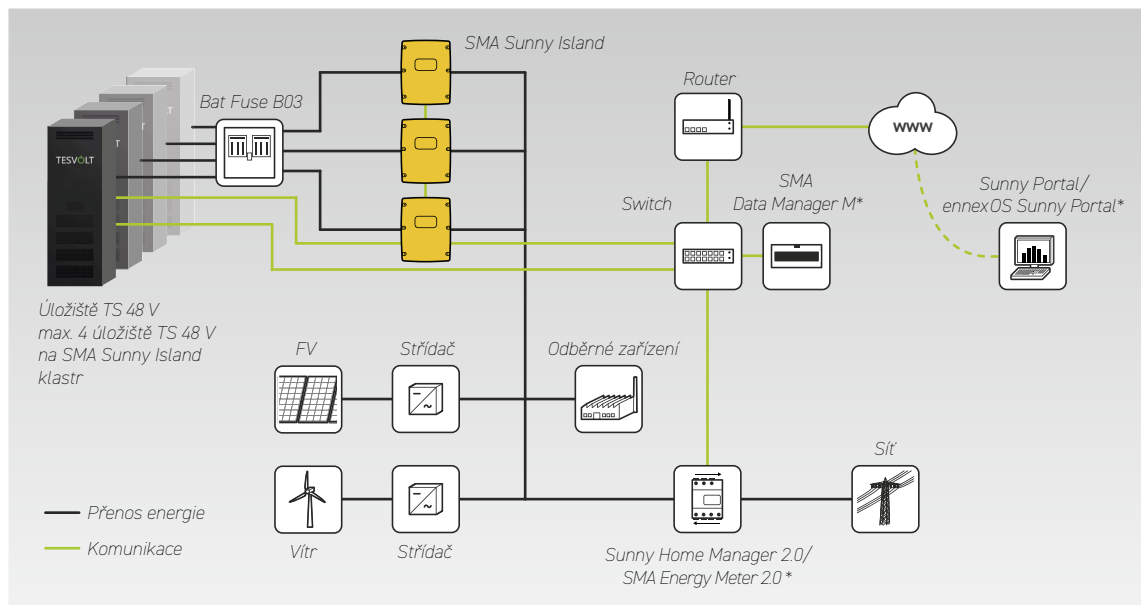 SMA Sunny Island
Bat Fuse B03
TESVOLT
Router
www
SMA
Data Manager M*
Switch
Sunny Portal/
ennexOS Sunny Portal*
Úložiště TS 48 V
max. 4 úložiště TS 48 V
na SMA Sunny Island
klastr
FV
Střídač
Odběrné zařízení
Síť
Přenos energie
Komunikace
Vítr
Střídač
Sunny Home Manager 2.0/
SMA Energy Meter 2.0 *